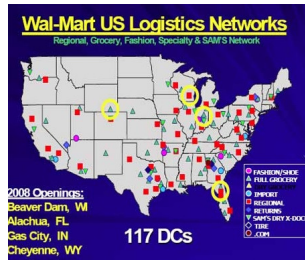 Wal-Mart US Logistics Networks
Regional, Grocery, Fashion, Specialty & SAM'S Network
FASHION/SHOE
FULL GROCERY
IMPORT
REGIONAL
RETURNS
SAM'S DRY X-DOC
TIRE
.COM
2008 Openings:
Beaver Dam, WI
Alachua, FL
Gas City, IN
Cheyenne, WY
117 DCs